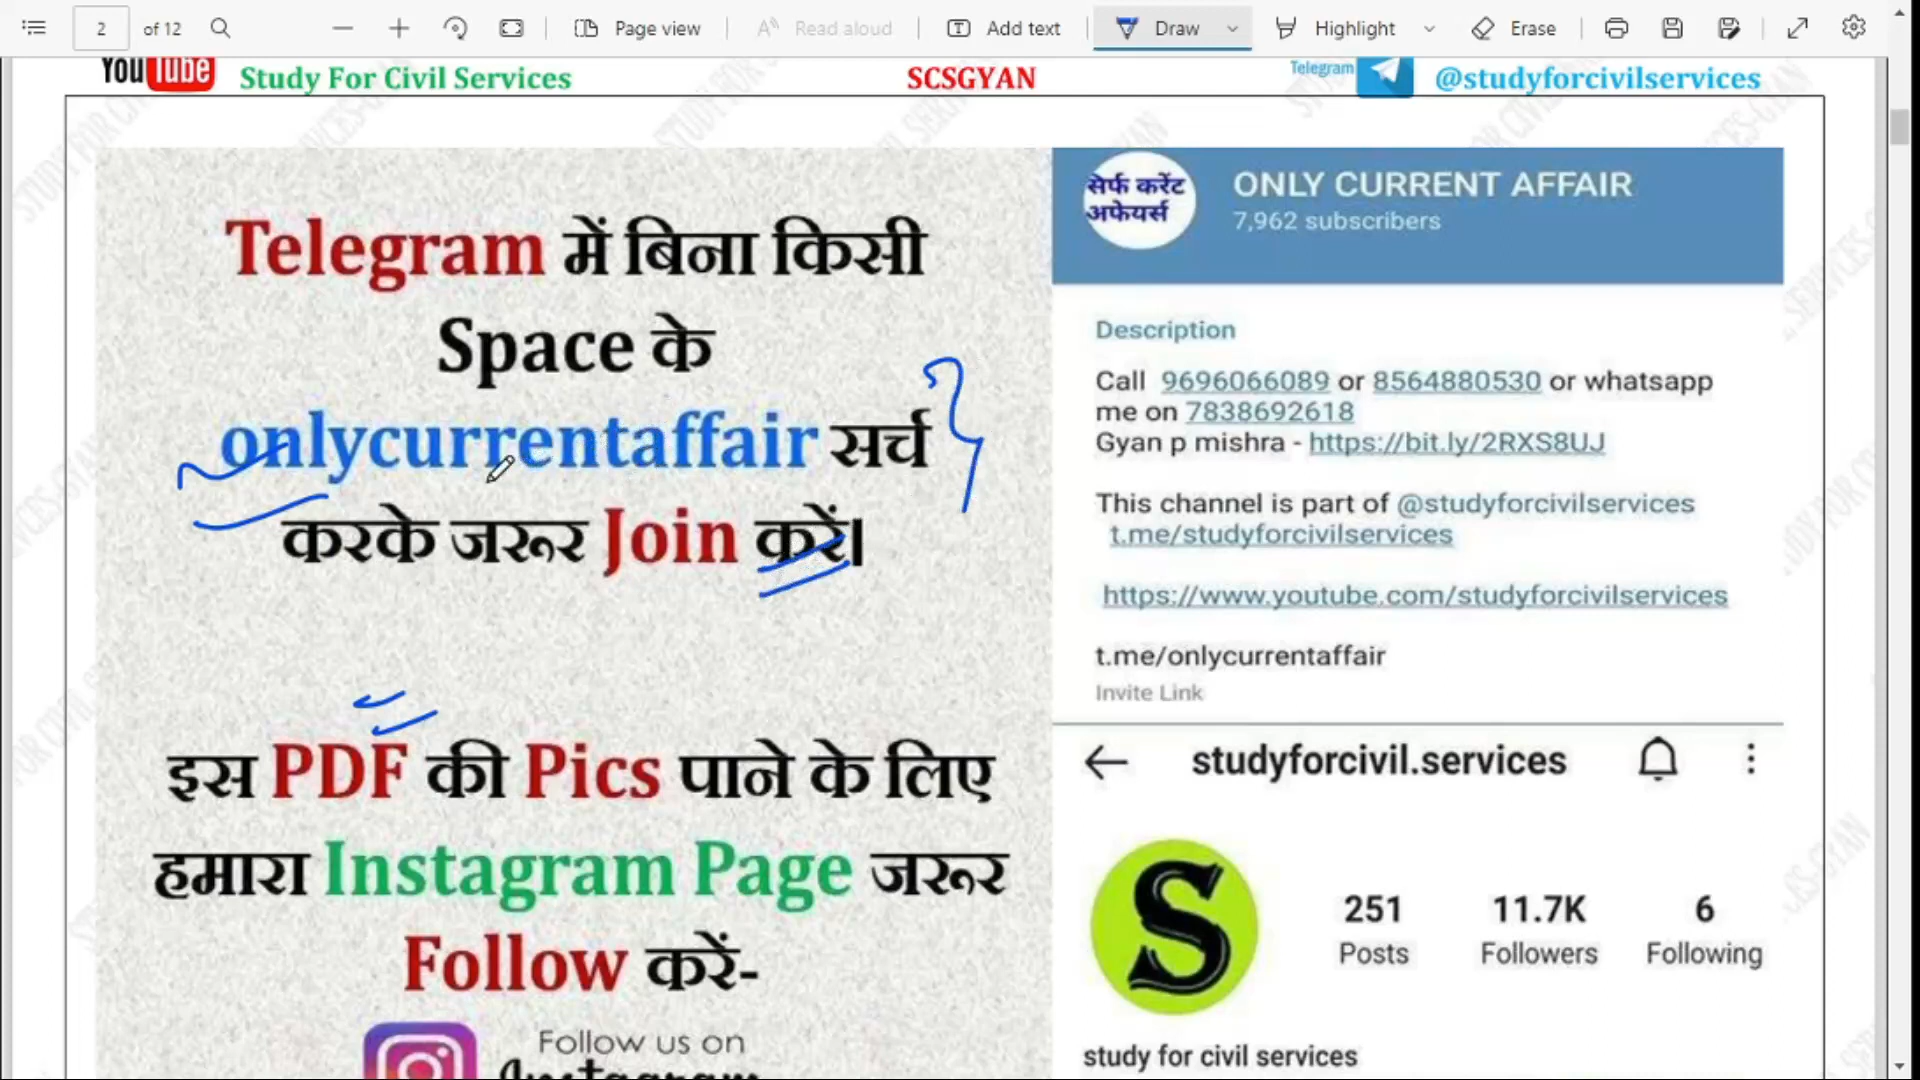 2
of 12
Page view
Read aloud
Add text
Draw
Highlight
Erase
YouTube
Study For Civil Services
SCSGYAN
Telegram
@studyforcivilservices
Telegram में बिना किसी
Space के
onlycurrentaffair सर्च
करके जरूर Join करें।
इस PDF की Pics पाने के लिए
हमारा Instagram Page जरूर
Follow करें-
Follow us on
Instagram
सिर्फ करेंट
अफेयर्स
ONLY CURRENT AFFAIR
7,962 subscribers
Description
Call 9696066089 or 8564880530 or whatsapp
me on 7838692618
Gyan p mishra - https://bit.ly/2RXS8UJ
This channel is part of @studyforcivilservices
t.me/studyforcivilservices
https://www.youtube.com/studyforcivilservices
t.me/onlycurrentaffair
Invite Link
studyforcivil.services
S
251
11.7K
6
Posts
Followers
Following
study for civil services